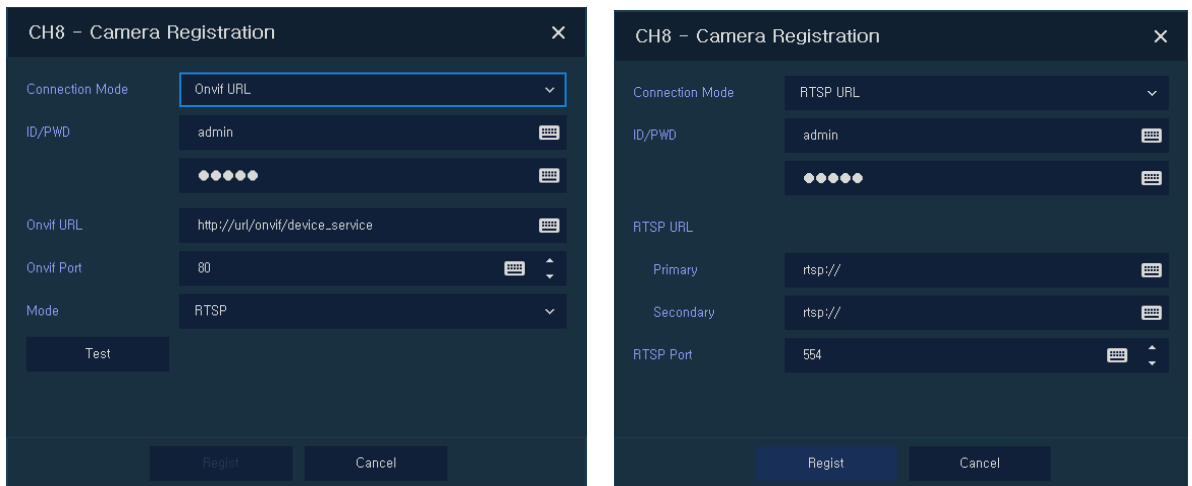 CH8 - Camera Registration
Connection Mode Onvif URL
ID/PWD admin
●●●●●
Onvif URL http://url/onvif/device_service
Onvif Port 80
Mode RTSP
Test
Regist Cancel
CH8 - Camera Registration
Connection Mode RTSP URL
ID/PWD admin
●●●●●
RTSP URL
Primary rtsp://
Secondary rtsp://
RTSP Port 554
Regist Cancel